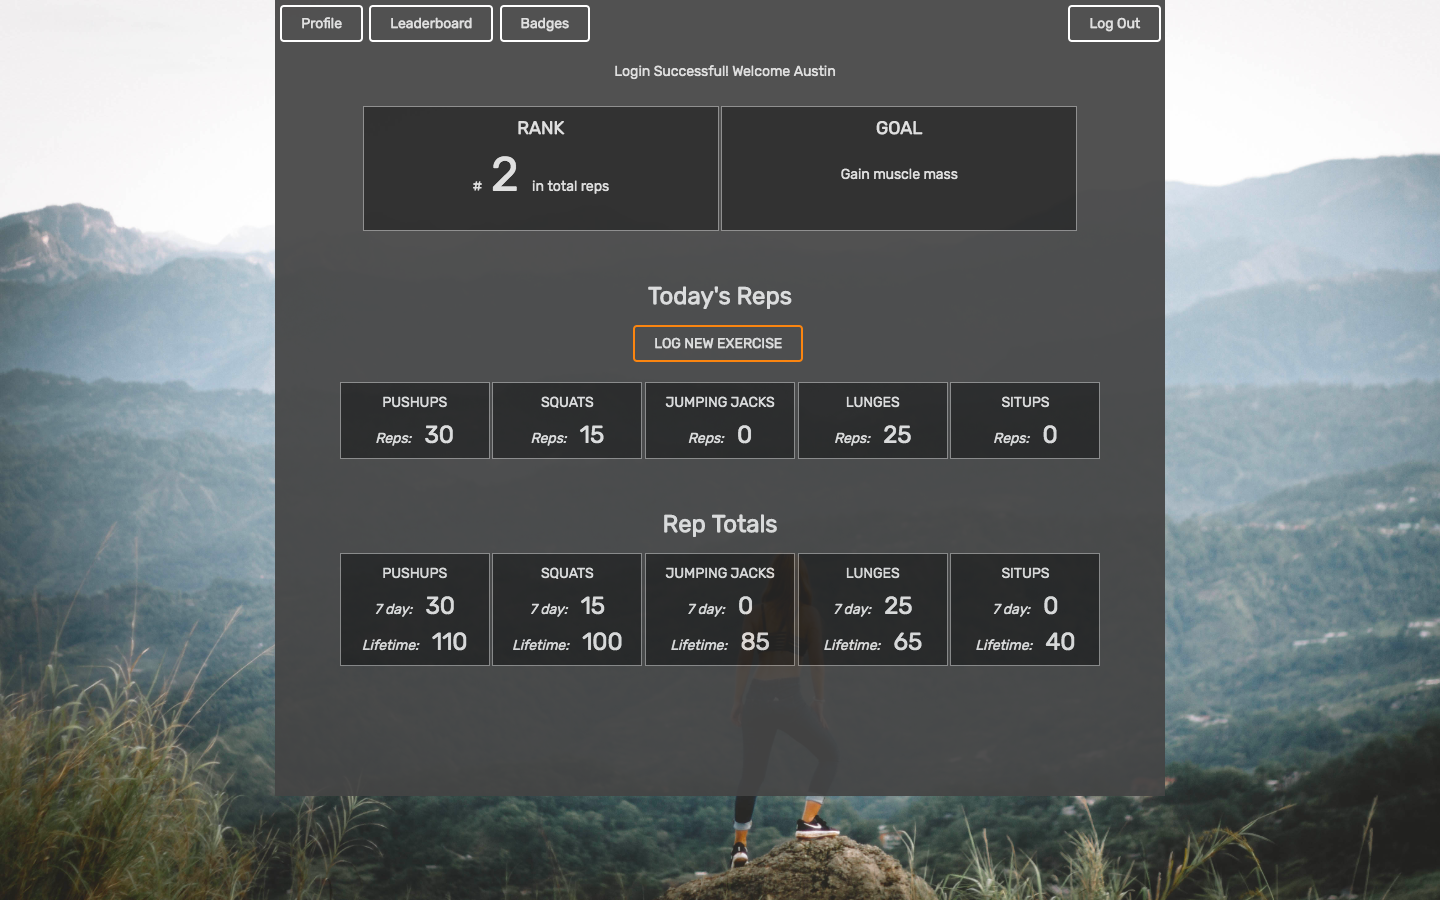 Profile Leaderboard Badges Log Out
Login Successful! Welcome Austin
RANK GOAL
# 2 in total reps Gain muscle mass
Today's Reps
LOG NEW EXERCISE
PUSHUPS SQUATS JUMPING JACKS LUNGES SITUPS
Reps: 30 Reps: 15 Reps: 0 Reps: 25 Reps: 0
Rep Totals
PUSHUPS SQUATS JUMPING JACKS LUNGES SITUPS
7 day: 30 7 day: 15 7 day: 0 7 day: 25 7 day: 0
Lifetime: 110 Lifetime: 100 Lifetime: 85 Lifetime: 65 Lifetime: 40